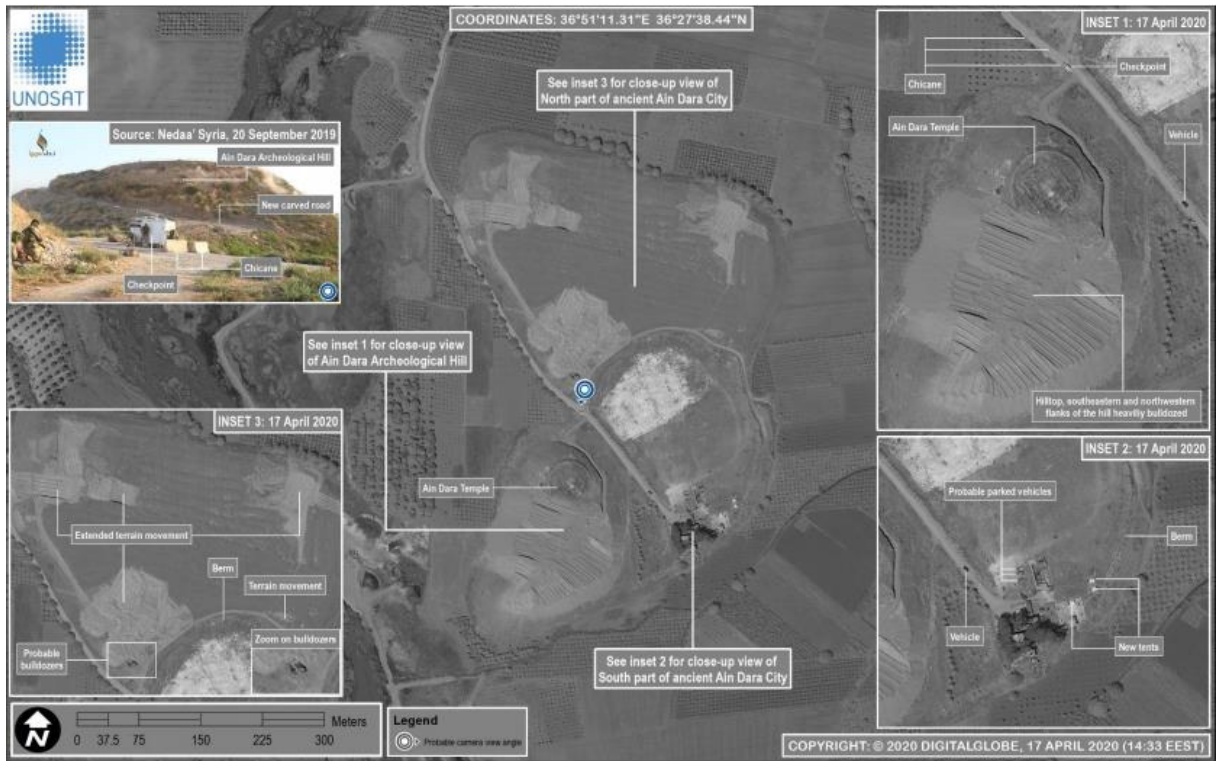 COORDINATES: 36°51'11.31"E 36°27'38.44"N
UNOSAT
Source: Nedaa' Syria, 20 September 2019
Ain Dara Archeological Hill
New carved road
Chicane
Checkpoint
See inset 3 for close-up view of
North part of ancient Ain Dara City
INSET 1: 17 April 2020
Chicane
Checkpoint
Ain Dara Temple
Vehicle
Hilltop, southseetern and northwestern
flanks of the hill heavilly bulldozed
See inset 1 for close-up view
of Ain Dara Archeological Hill
Ain Dara Temple
INSET 3: 17 April 2020
Extended terrain movement
Berm
Terrain movement
Zoom on bulldozers
Probable
bulldozers
INSET 2: 17 April 2020
Probable parked vehicles
Berm
Vehicle
New tents
See inset 2 for close-up view of
South part of ancient Ain Dara City
N
Meters
0 37.5 75 150 225 300
Legend
Probable camera view angle
COPYRIGHT: © 2020 DIGITALGLOBE, 17 APRIL 2020 (14:33 EEST)